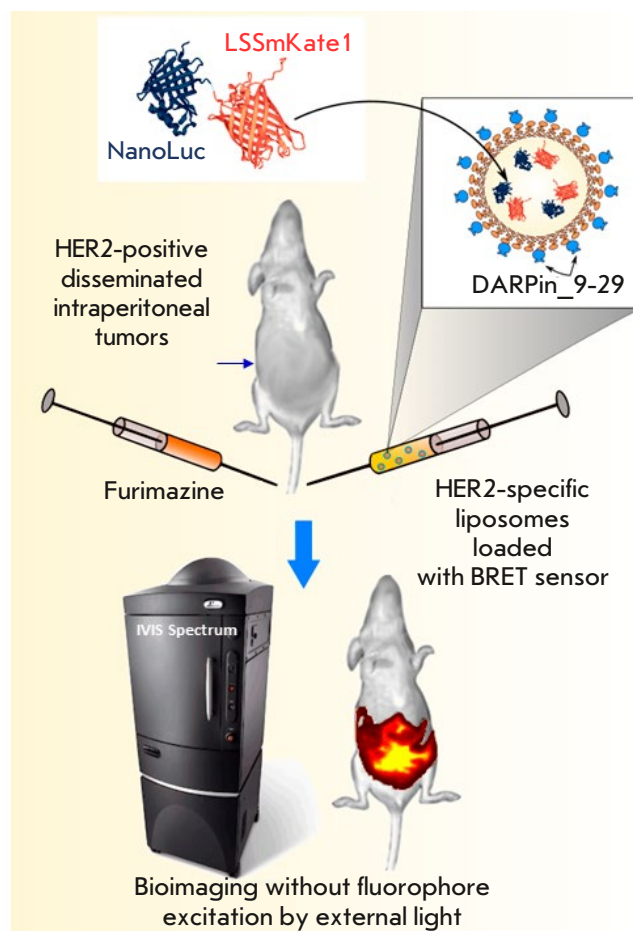 LSSmKate1
NanoLuc
DARPin_9-29
HER2-positive
disseminated
intraperitoneal
tumors
Furimazine
HER2-specific
liposomes
loaded
with BRET sensor
IVIS Spectrum
Bioimaging without fluorophore
excitation by external light